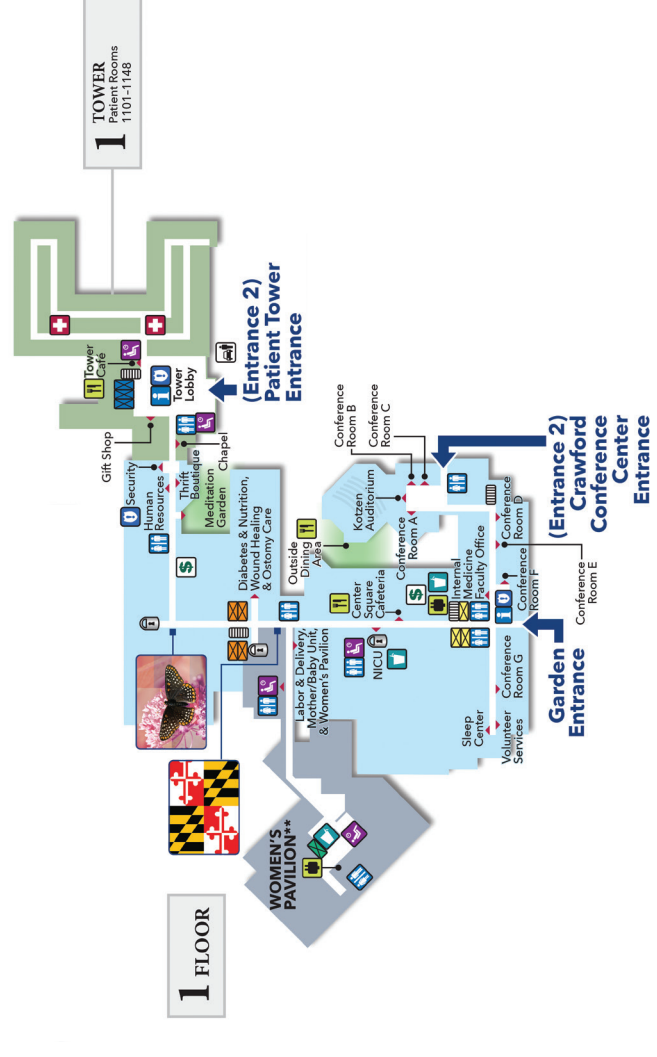 1
TOWER
Patient Rooms
1101-1148
Tower
Café
Tower
Lobby
Gift Shop
(Entrance 2)
Patient Tower
Entrance
Security
Human
Resources
Thrift
Boutique
Chapel
Meditation
Garden
$
Diabetes & Nutrition,
Wound Healing
& Ostomy Care
Outside
Dining
Area
Kotzen
Auditorium
Conference
Room B
Conference
Room C
Conference
Room A
(Entrance 2)
Crawford
Conference
Center
Entrance
Center
Square
Cafeteria
$
Internal
Medicine
Faculty Office
Conference
Room D
Conference
Room E
Conference
Room F
NICU
Labor & Delivery,
Mother/Baby Unit,
& Women's Pavilion
Garden
Entrance
Conference
Room G
Sleep
Center
Volunteer
Services
WOMEN'S
PAVILION**
1 FLOOR